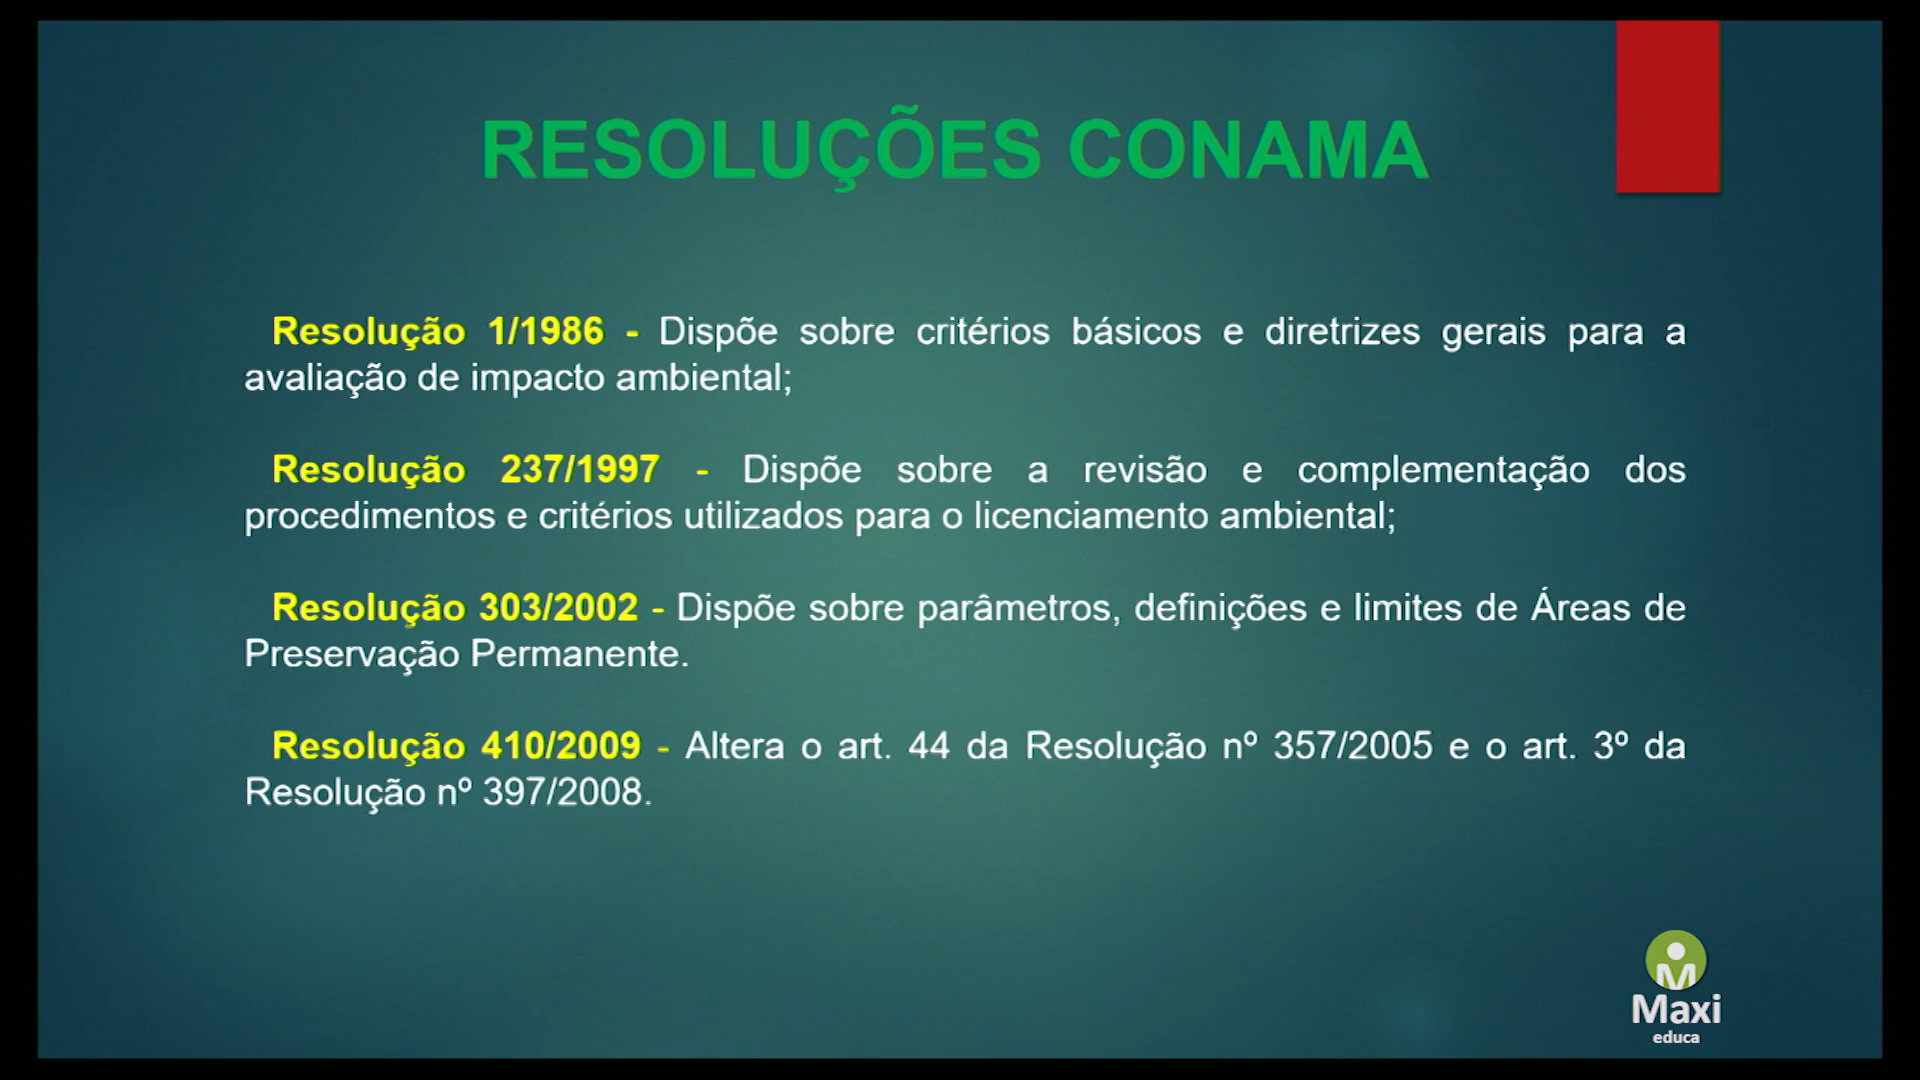 RESOLUÇÕES CONAMA
Resolução 1/1986 - Dispõe sobre critérios básicos e diretrizes gerais para a
avaliação de impacto ambiental;
Resolução 237/1997 - Dispõe sobre a revisão e complementação dos
procedimentos e critérios utilizados para o licenciamento ambiental;
Resolução 303/2002 - Dispõe sobre parâmetros, definições e limites de Áreas de
Preservação Permanente.
Resolução 410/2009 - Altera o art. 44 da Resolução nº 357/2005 e o art. 3º da
Resolução nº 397/2008.
M
Maxi
educa